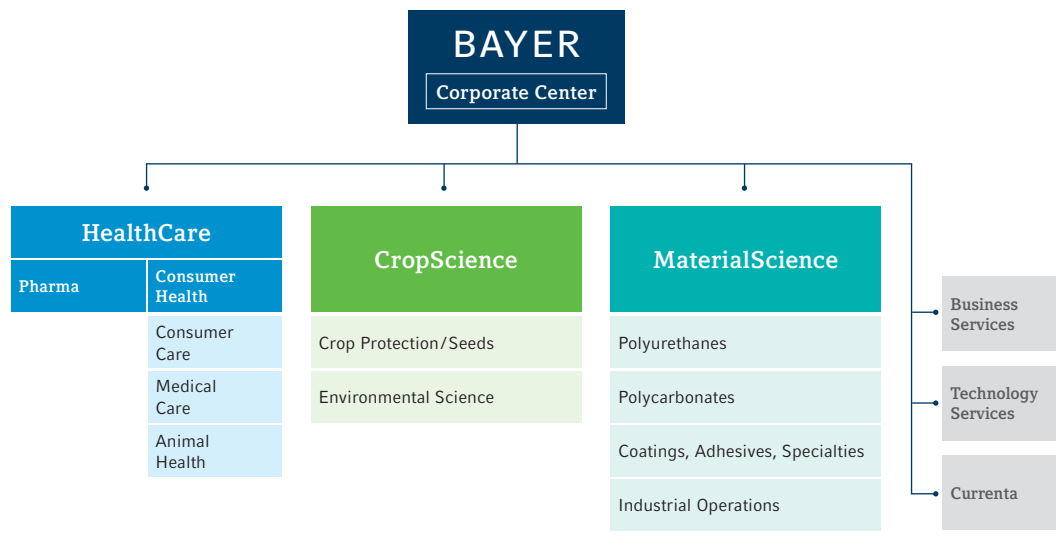 BAYER
Corporate Center
HealthCare
Pharma
Consumer
Health
Consumer
Care
Medical
Care
Animal
Health
CropScience
Crop Protection/Seeds
Environmental Science
MaterialScience
Polyurethanes
Polycarbonates
Coatings, Adhesives, Specialties
Industrial Operations
Business
Services
Technology
Services
Currenta